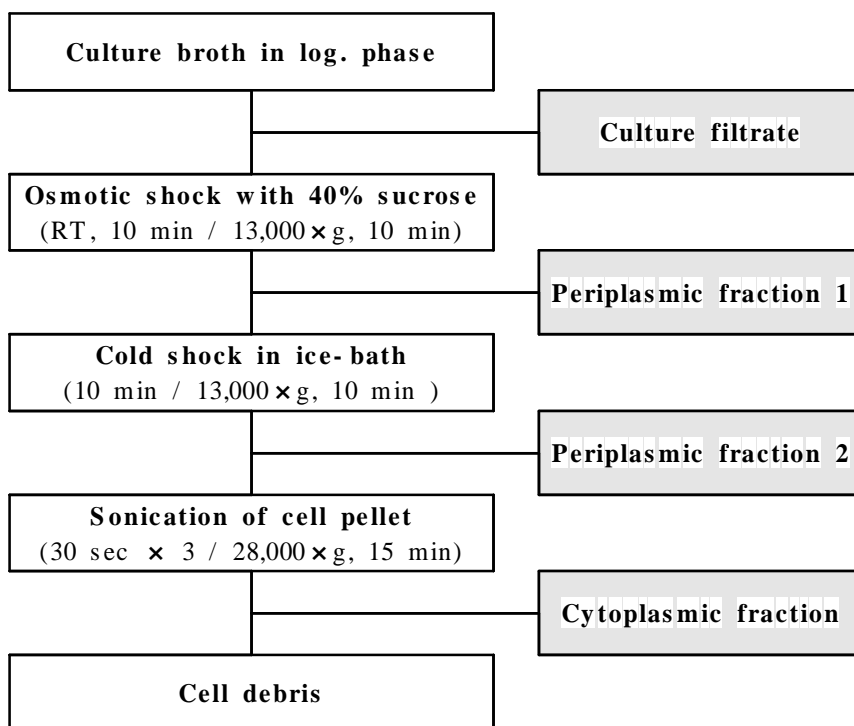 Culture broth in log. phase
Culture filtrate
Osmotic shock with 40% sucrose
(RT, 10 min / 13,000 × g, 10 min)
Periplasmic fraction 1
Cold shock in ice- bath
(10 min / 13,000 × g, 10 min )
Periplasmic fraction 2
Sonication of cell pellet
(30 sec × 3 / 28,000 × g, 15 min)
Cytoplasmic fraction
Cell debris